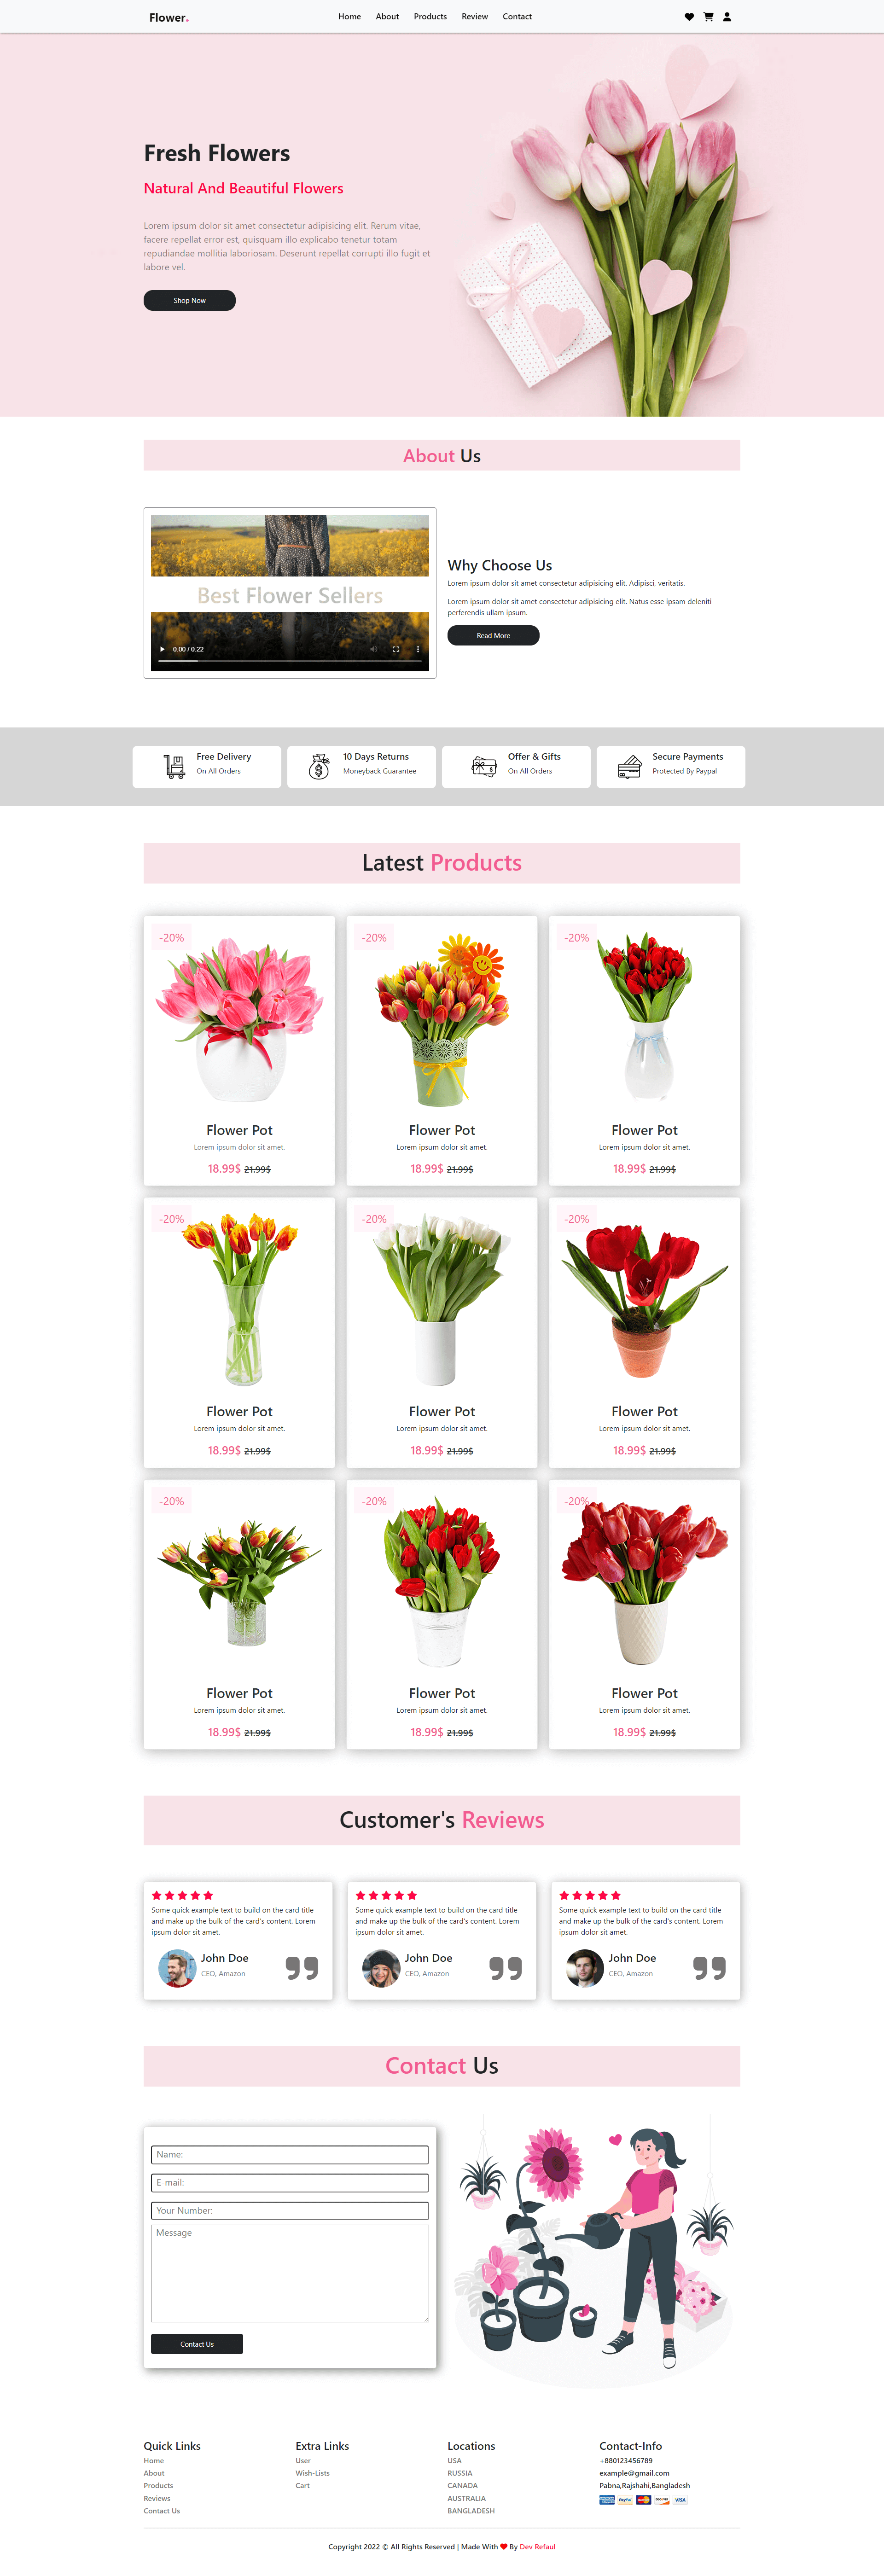 Flower.
Home About Products Review Contact
Fresh Flowers
Natural And Beautiful Flowers
Lorem ipsum dolor sit amet consectetur adipisicing elit. Rerum vitae,
facere repellat error est, quisquam illo explicabo tenetur totam
repudiandae mollitia laboriosam. Deserunt repellat corrupti illo fugit et
labore vel.
Shop Now
About Us
Best Flower Sellers
0:00 / 0:22
Why Choose Us
Lorem ipsum dolor sit amet consectetur adipisicing elit. Adipisci, veritatis.
Lorem ipsum dolor sit amet consectetur adipisicing elit. Natus esse ipsam deleniti
perferendis ullam ipsum.
Read More
Free Delivery
On All Orders
10 Days Returns
Moneyback Guarantee
Offer & Gifts
On All Orders
Secure Payments
Protected By Paypal
Latest Products
-20%
Flower Pot
Lorem ipsum dolor sit amet.
18.99$ 21.99$
-20%
Flower Pot
Lorem ipsum dolor sit amet.
18.99$ 21.99$
-20%
Flower Pot
Lorem ipsum dolor sit amet.
18.99$ 21.99$
-20%
Flower Pot
Lorem ipsum dolor sit amet.
18.99$ 21.99$
-20%
Flower Pot
Lorem ipsum dolor sit amet.
18.99$ 21.99$
-20%
Flower Pot
Lorem ipsum dolor sit amet.
18.99$ 21.99$
-20%
Flower Pot
Lorem ipsum dolor sit amet.
18.99$ 21.99$
-20%
Flower Pot
Lorem ipsum dolor sit amet.
18.99$ 21.99$
-20%
Flower Pot
Lorem ipsum dolor sit amet.
18.99$ 21.99$
Customer's Reviews
Some quick example text to build on the card title
and make up the bulk of the card's content. Lorem
ipsum dolor sit amet.
John Doe
CEO, Amazon
Some quick example text to build on the card title
and make up the bulk of the card's content. Lorem
ipsum dolor sit amet.
John Doe
CEO, Amazon
Some quick example text to build on the card title
and make up the bulk of the card's content. Lorem
ipsum dolor sit amet.
John Doe
CEO, Amazon
Contact Us
Name:
E-mail:
Your Number:
Message
Contact Us
Quick Links
Home
About
Products
Reviews
Contact Us
Extra Links
User
Wish-Lists
Cart
Locations
USA
RUSSIA
CANADA
AUSTRALIA
BANGLADESH
Contact-Info
+880123456789
example@gmail.com
Pabna,Rajshahi,Bangladesh
PayPal VISA
Copyright 2022 © All Rights Reserved | Made With ❤ By Dev Refaul